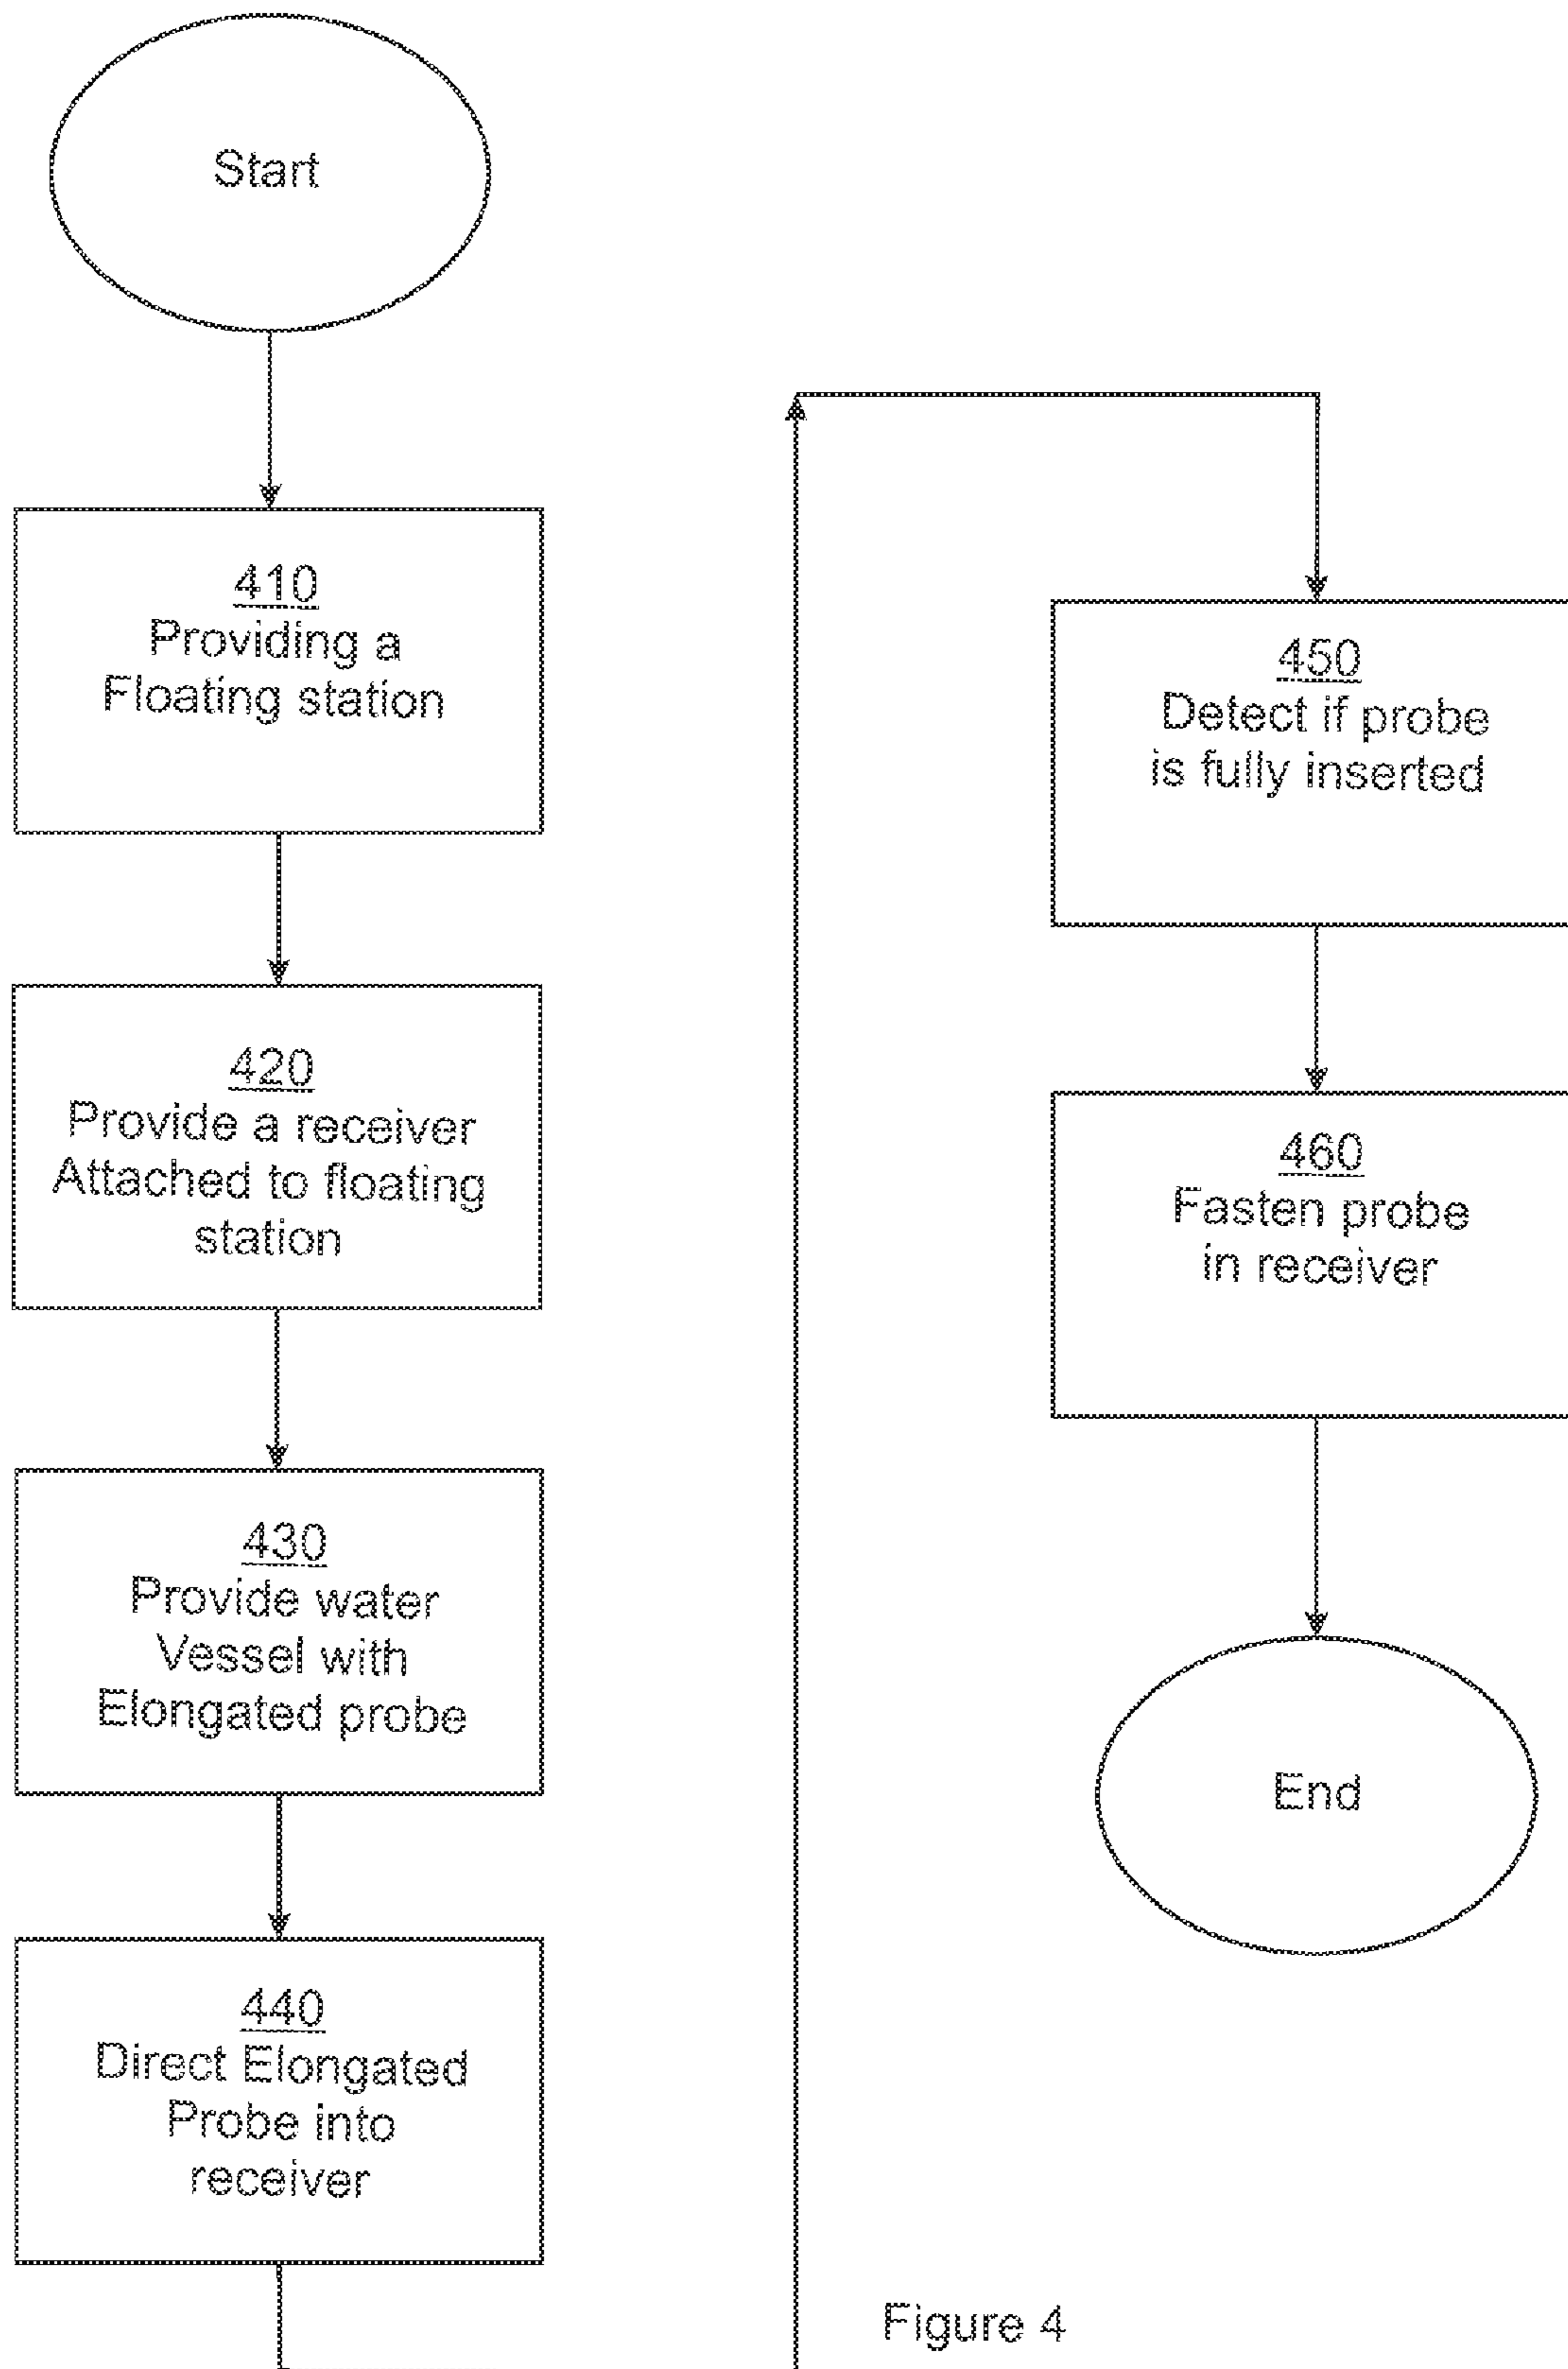 Start
410
Providing a
Floating station
420
Provide a receiver
Attached to floating
station
430
Provide water
Vessel with
Elongated probe
440
Direct Elongated
Probe into
receiver
450
Detect if probe
is fully inserted
460
Fasten probe
in receiver
End
Figure 4